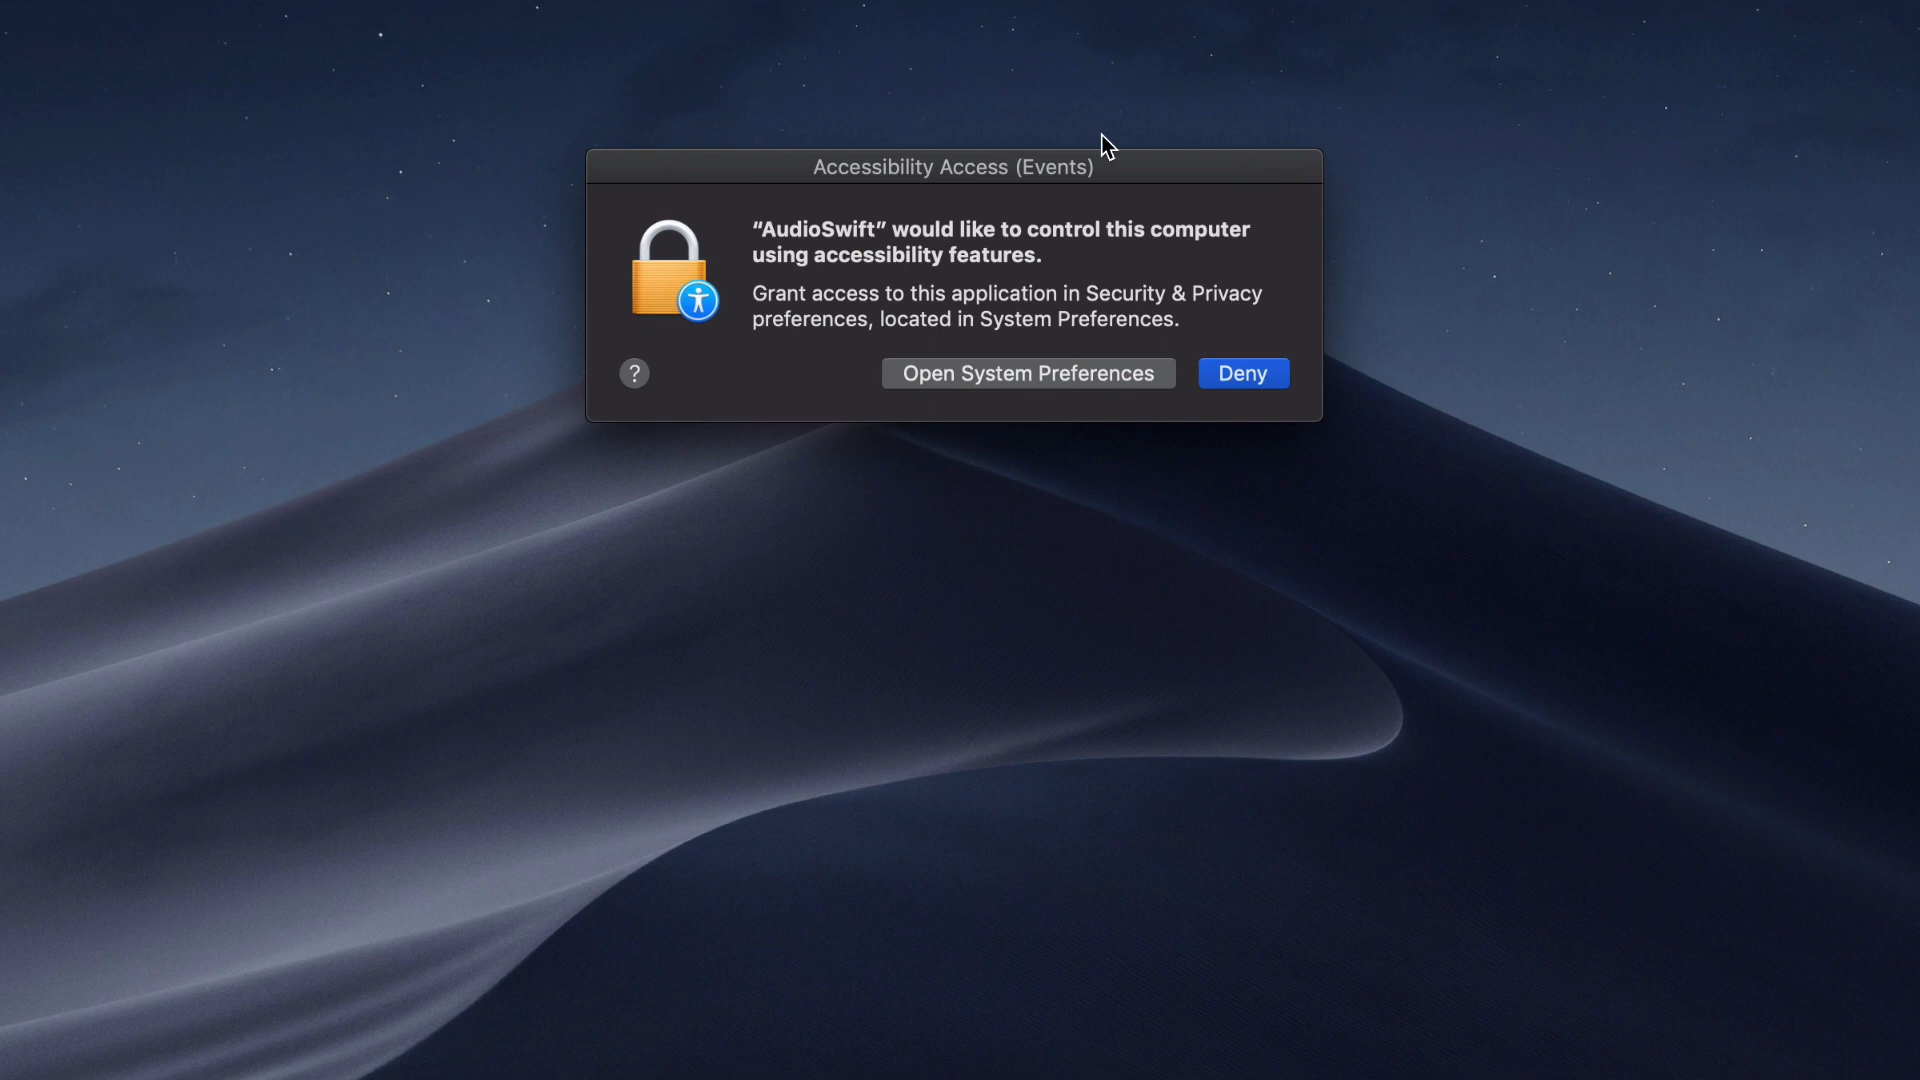 Accessibility Access (Events)
“AudioSwift” would like to control this computer
using accessibility features.
Grant access to this application in Security & Privacy
preferences, located in System Preferences.
?
Open System Preferences
Deny